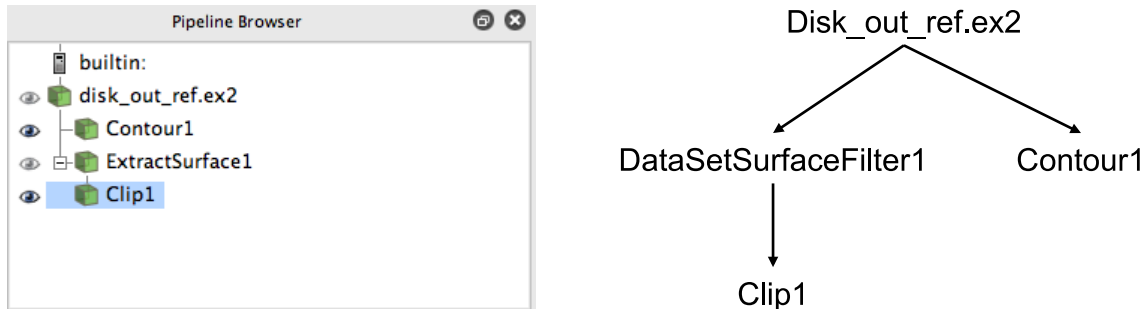 Pipeline Browser
builtin:
disk_out_ref.ex2
Contour1
ExtractSurface1
Clip1
Disk_out_ref.ex2
DataSetSurfaceFilter1
Contour1
Clip1